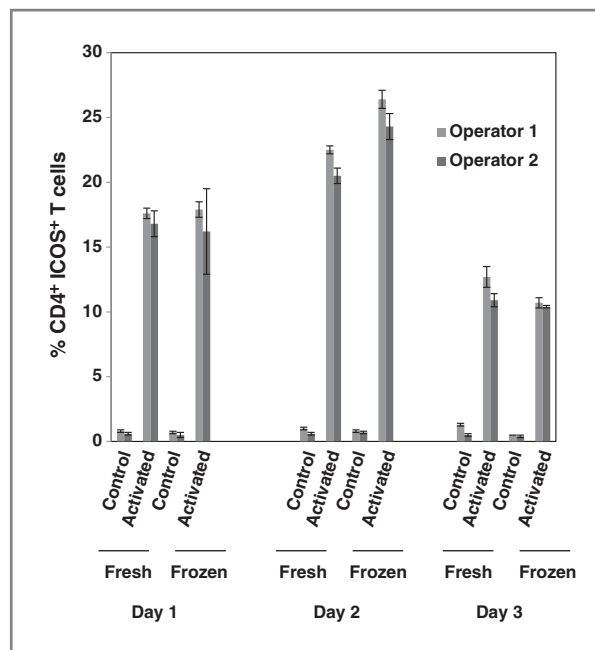 % CD4⁺ ICOS⁺ T cells
30
25
20
15
10
5
0
Operator 1
Operator 2
Control
Activated
Control
Activated
Control
Activated
Control
Activated
Control
Activated
Control
Activated
Fresh Frozen Fresh Frozen Fresh Frozen
Day 1 Day 2 Day 3